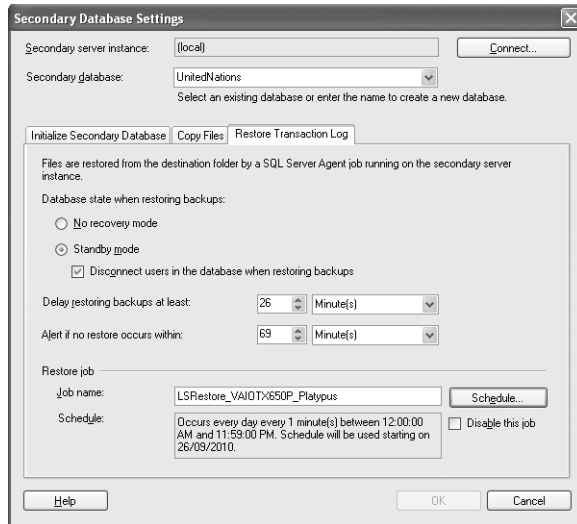 Secondary Database Settings
Secondary server instance: (local) Connect...
Secondary database: UnitedNations
Select an existing database or enter the name to create a new database.
Initialize Secondary Database Copy Files Restore Transaction Log
Files are restored from the destination folder by a SQL Server Agent job running on the secondary server
instance.
Database state when restoring backups:
No recovery mode
Standby mode
Disconnect users in the database when restoring backups
Delay restoring backups at least: 26 Minute(s)
Alert if no restore occurs within: 69 Minute(s)
Restore job
Job name: LSRestore_VAIOTX650P_Platypus Schedule...
Schedule: Occurs every day every 1 minute(s) between 12:00:00 Disable this job
AM and 11:59:00 PM. Schedule will be used starting on
26/09/2010.
Help OK Cancel